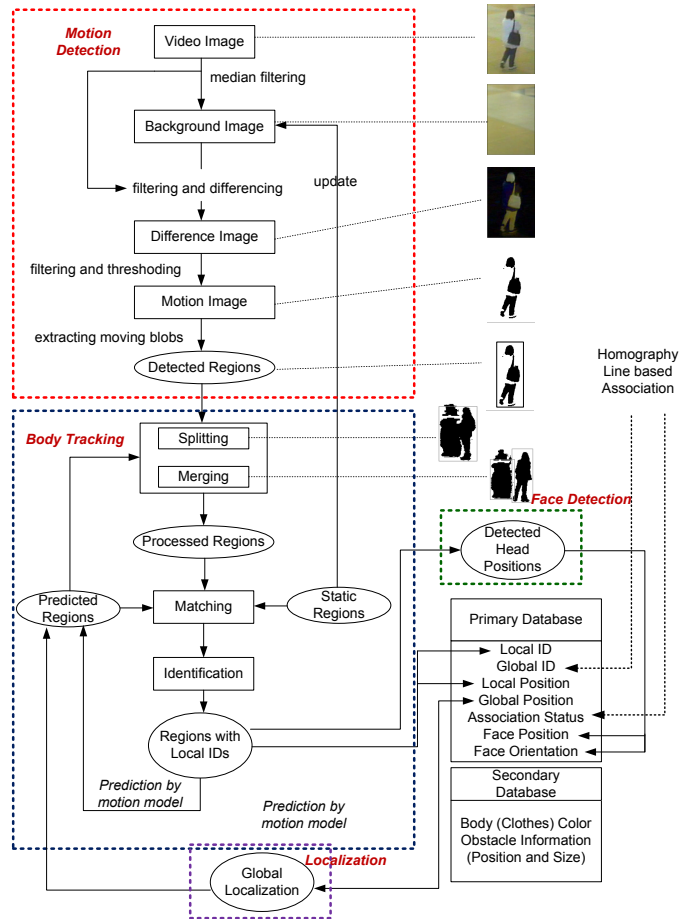 Motion
Detection
Video Image
median filtering
Background Image
update
filtering and differencing
Difference Image
filtering and thresholding
Motion Image
extracting moving blobs
Detected Regions
Homography
Line based
Association
Body Tracking
Splitting
Merging
Face Detection
Processed Regions
Detected
Head
Positions
Predicted
Regions
Matching
Static
Regions
Primary Database
Identification
Local ID
Global ID
Local Position
Global Position
Association Status
Face Position
Face Orientation
Regions with
Local IDs
Prediction by
motion model
Prediction by
motion model
Secondary
Database
Body (Clothes) Color
Obstacle Information
(Position and Size)
Localization
Global
Localization